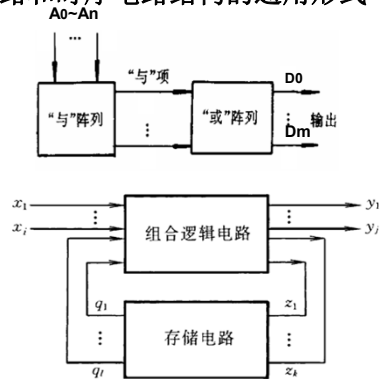 A0~An
...
“与”项
D0
“与”阵列
“或”阵列
⋮
⋮
输出
Dm
x1
y1
⋮
组合逻辑电路
⋮
xi
yj
q1
z1
⋮
存储电路
⋮
ql
zk